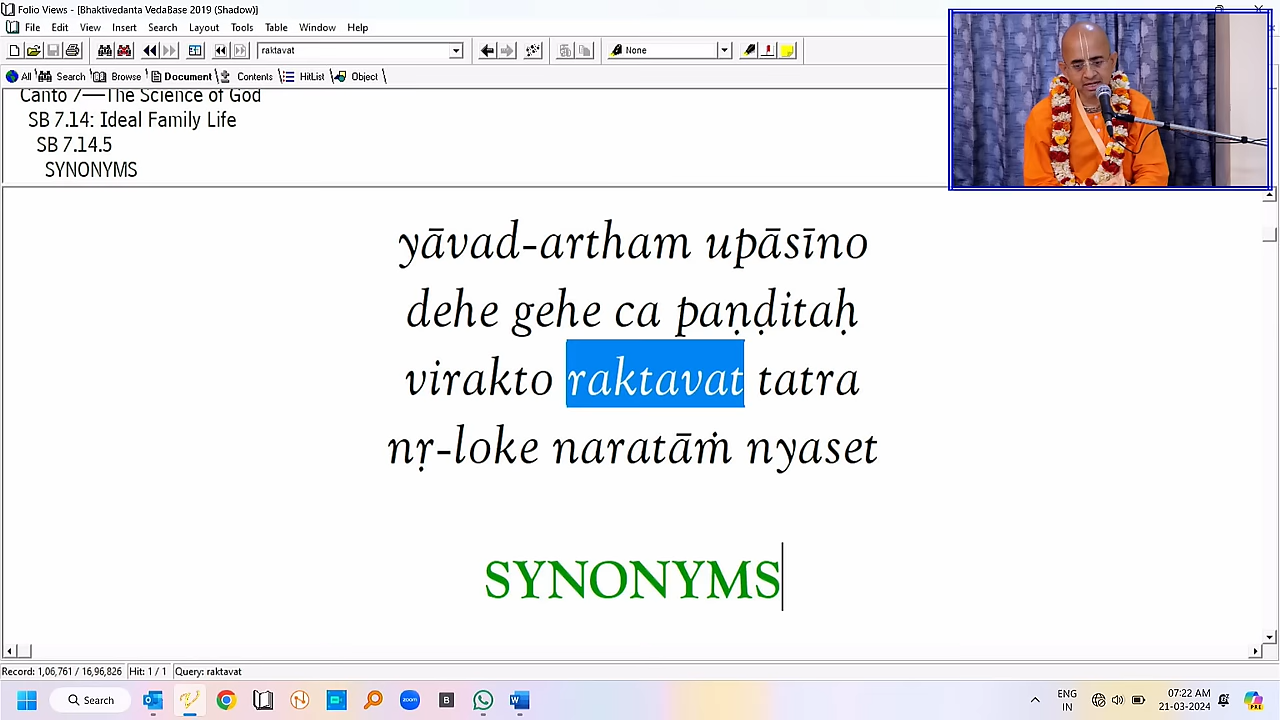 Folio Views - [Bhaktivedanta VedaBase 2019 (Shadow)]
File Edit View Insert Search Layout Tools Table Window Help
raktavat None
All Search Browse Document Contents HitList Object
Canto 7—The Science of God
SB 7.14: Ideal Family Life
SB 7.14.5
SYNONYMS
yāvad-artham upāsīno
dehe gehe ca paṇḍitaḥ
virakto raktavat tatra
nṛ-loke naratāṁ nyaset
SYNONYMS
Record: 1,06,761 / 16,96,826 Hit: 1 / 1 Query: raktavat
Search zoom B ENG 07:22 AM
IN 21-03-2024